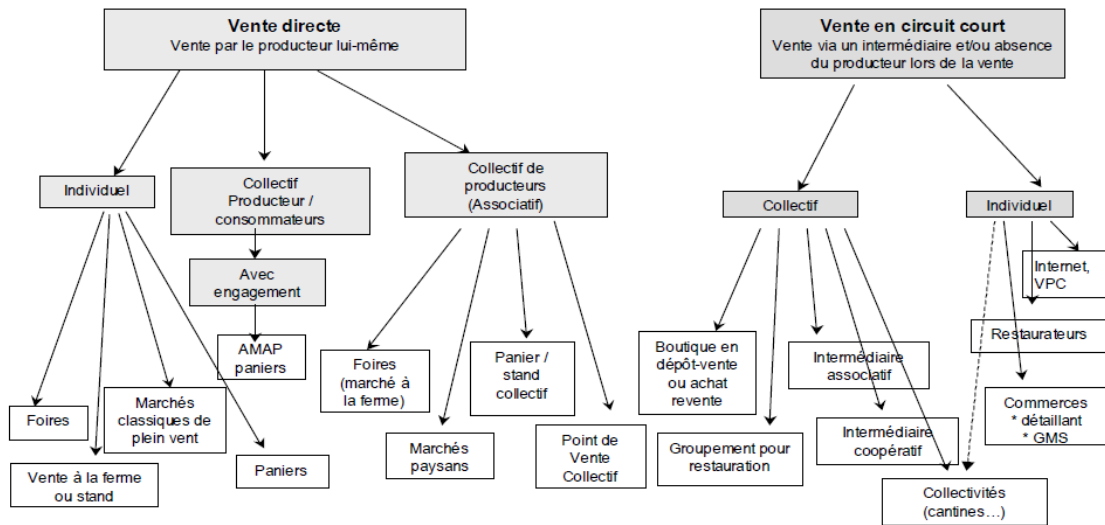 Vente directe
Vente par le producteur lui-même
Vente en circuit court
Vente via un intermédiaire et/ou absence
du producteur lors de la vente
Individuel
Collectif
Producteur /
consommateurs
Collectif de
producteurs
(Associatif)
Collectif
Individuel
Avec
engagement
Internet,
VPC
Restaurateurs
AMAP
paniers
Foires
(marché à
la ferme)
Panier /
stand
collectif
Boutique en
dépôt-vente
ou achat
revente
Intermédiaire
associatif
Foires
Marchés
classiques de
plein vent
Commerces
* détaillant
* GMS
Vente à la ferme
ou stand
Paniers
Marchés
paysans
Point de
Vente
Collectif
Groupement pour
restauration
Intermédiaire
coopératif
Collectivités
(cantines…)